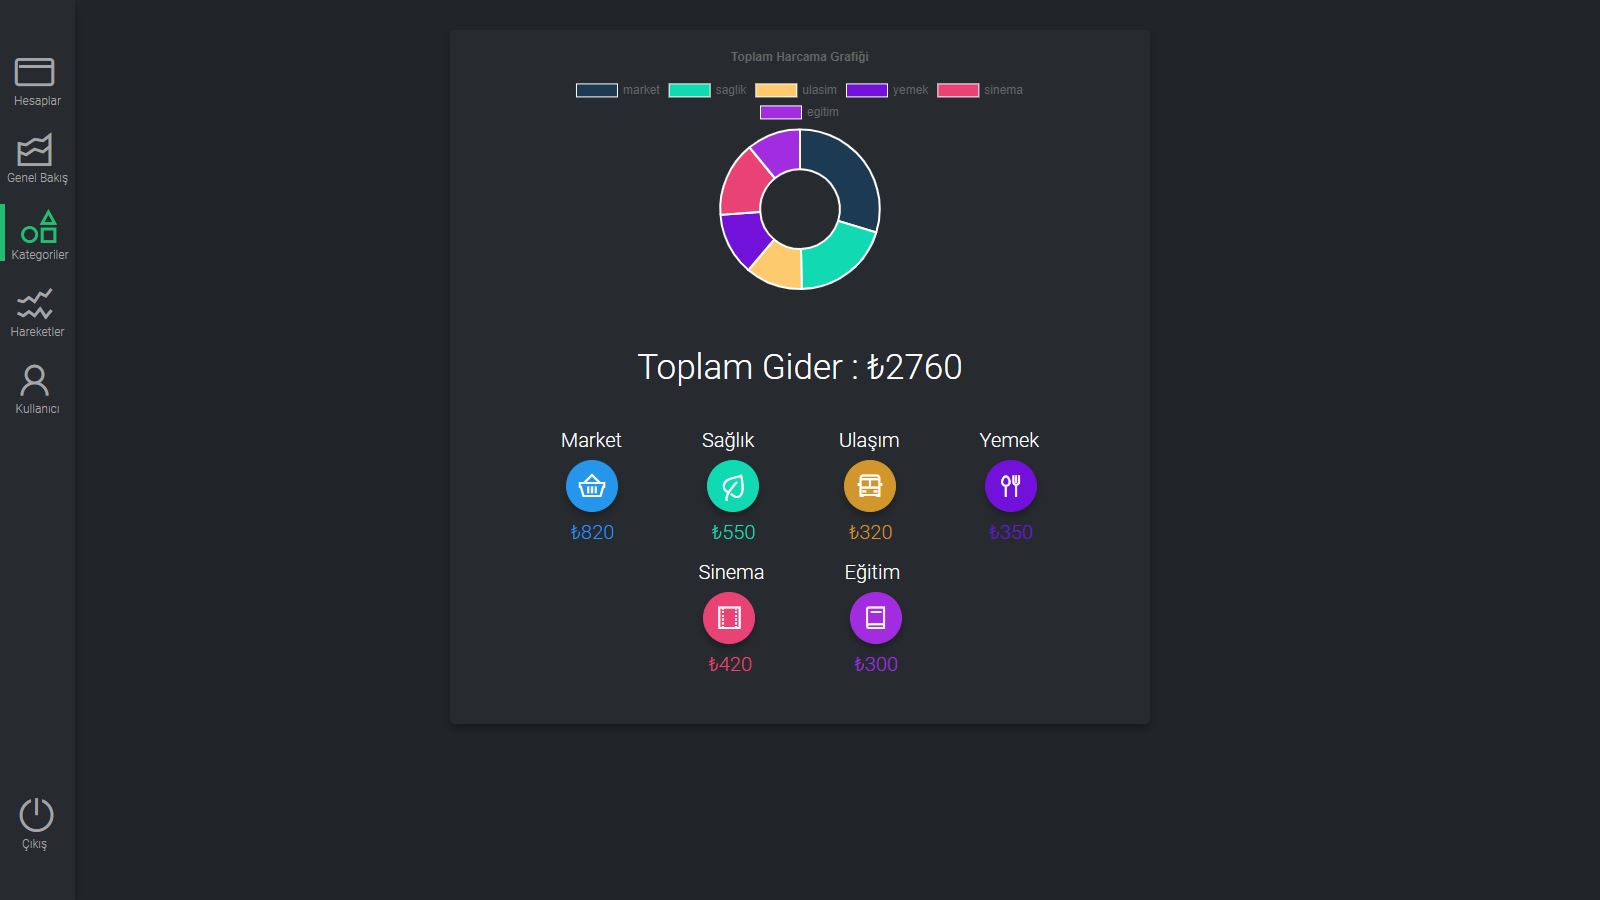 Hesaplar
Genel Bakış
Kategoriler
Hareketler
Kullanıcı
Çıkış
Toplam Harcama Grafiği
market saglik ulasim yemek sinema
egitim
Toplam Gider : ₺2760
Market Sağlık Ulaşım Yemek
₺820 ₺550 ₺320 ₺350
Sinema Eğitim
₺420 ₺300